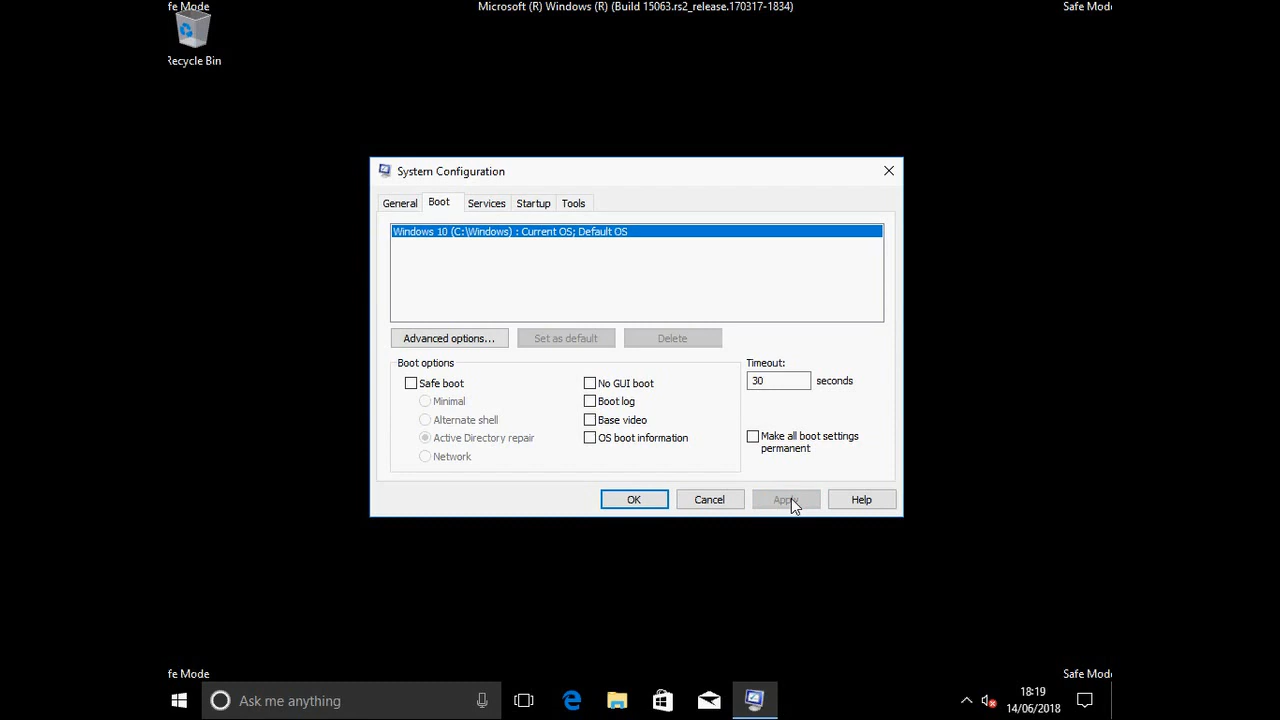 fe Mode
Microsoft (R) Windows (R) (Build 15063.rs2_release.170317-1834)
Safe Mode
Recycle Bin
System Configuration
General
Boot
Services
Startup
Tools
Windows 10 (C:\Windows) : Current OS; Default OS
Advanced options...
Set as default
Delete
Boot options
Safe boot
Minimal
Alternate shell
Active Directory repair
Network
No GUI boot
Boot log
Base video
OS boot information
Timeout:
30
seconds
Make all boot settings
permanent
OK
Cancel
Apply
Help
fe Mode
Safe Mode
Ask me anything
18:19
14/06/2018